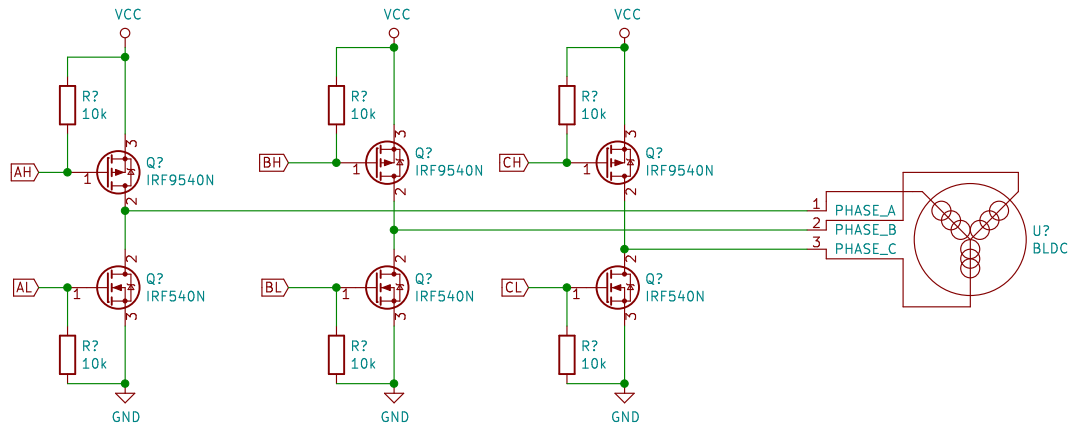 VCC
VCC
VCC
R?
10k
R?
10k
R?
10k
3
3
3
AH
1
Q?
IRF9540N
BH
1
Q?
IRF9540N
CH
1
Q?
IRF9540N
2
2
2
1 PHASE_A
2 PHASE_B
3 PHASE_C
U?
BLDC
2
2
2
AL
1
Q?
IRF540N
BL
1
Q?
IRF540N
CL
1
Q?
IRF540N
3
3
3
R?
10k
R?
10k
R?
10k
GND
GND
GND